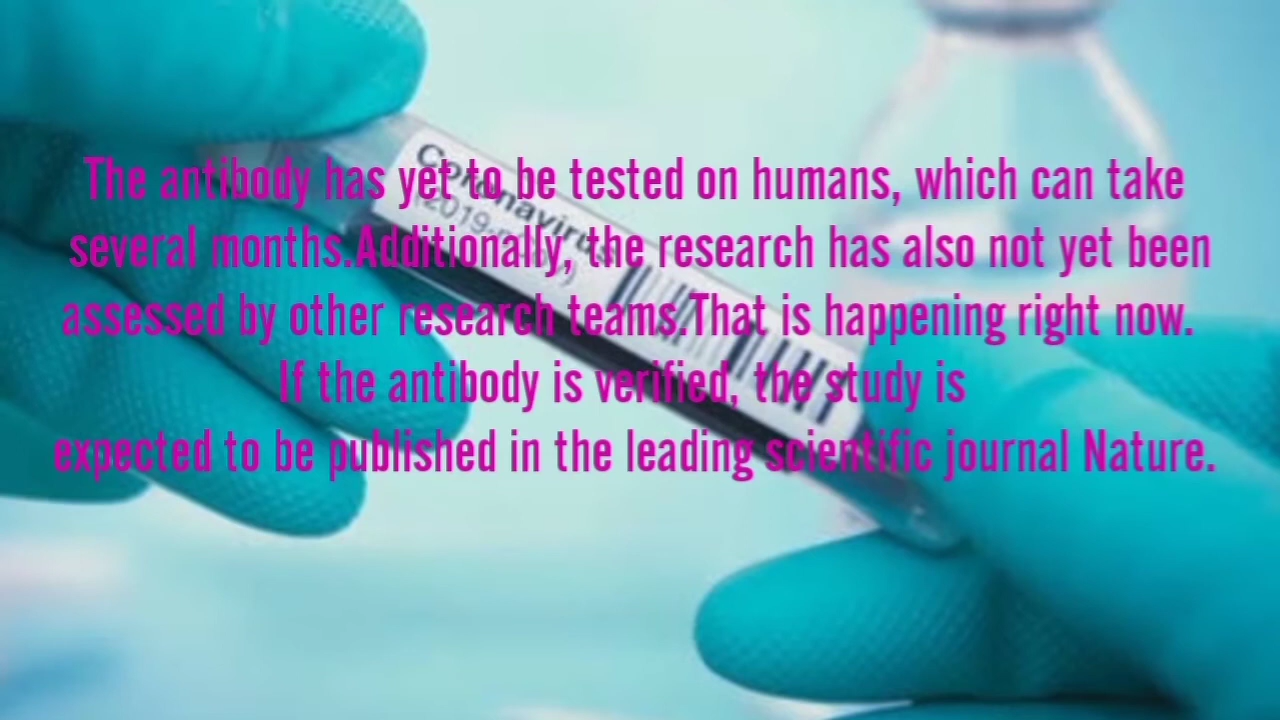 The antibody has yet to be tested on humans, which can take
several months.Additionally, the research has also not yet been
assessed by other research teams.That is happening right now.
If the antibody is verified, the study is
expected to be published in the leading scientific journal Nature.
Coronavirus